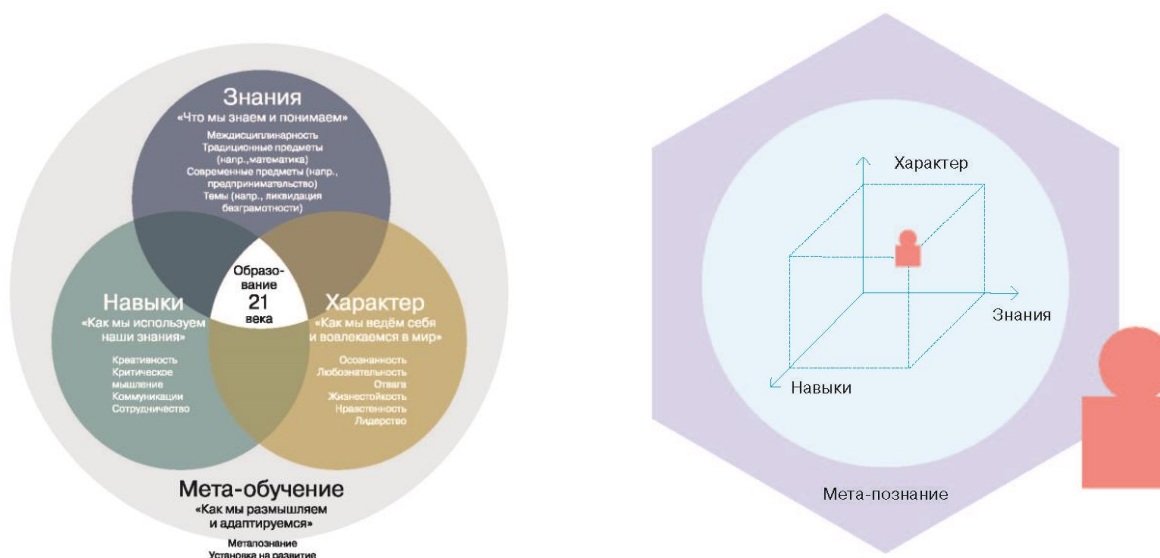 Знания
«Что мы знаем и понимаем»
Междисциплинарность
Традиционные предметы
(напр.,математика)
Современные предметы (напр.,
предпринимательство)
Темы (напр., ликвидация
безграмотности)
Образо-
вание
21
века
Навыки
«Как мы используем
наши знания»
Креативность
Критическое
мышление
Коммуникации
Сотрудничество
Характер
«Как мы ведём себя
и вовлекаемся в мир»
Осознанность
Любознательность
Отвага
Жизнестойкость
Нравстенность
Лидерство
Мета-обучение
«Как мы размышляем
и адаптируемся»
Метапознание
Установка на развитие
Характер
Знания
Навыки
Мета-познание